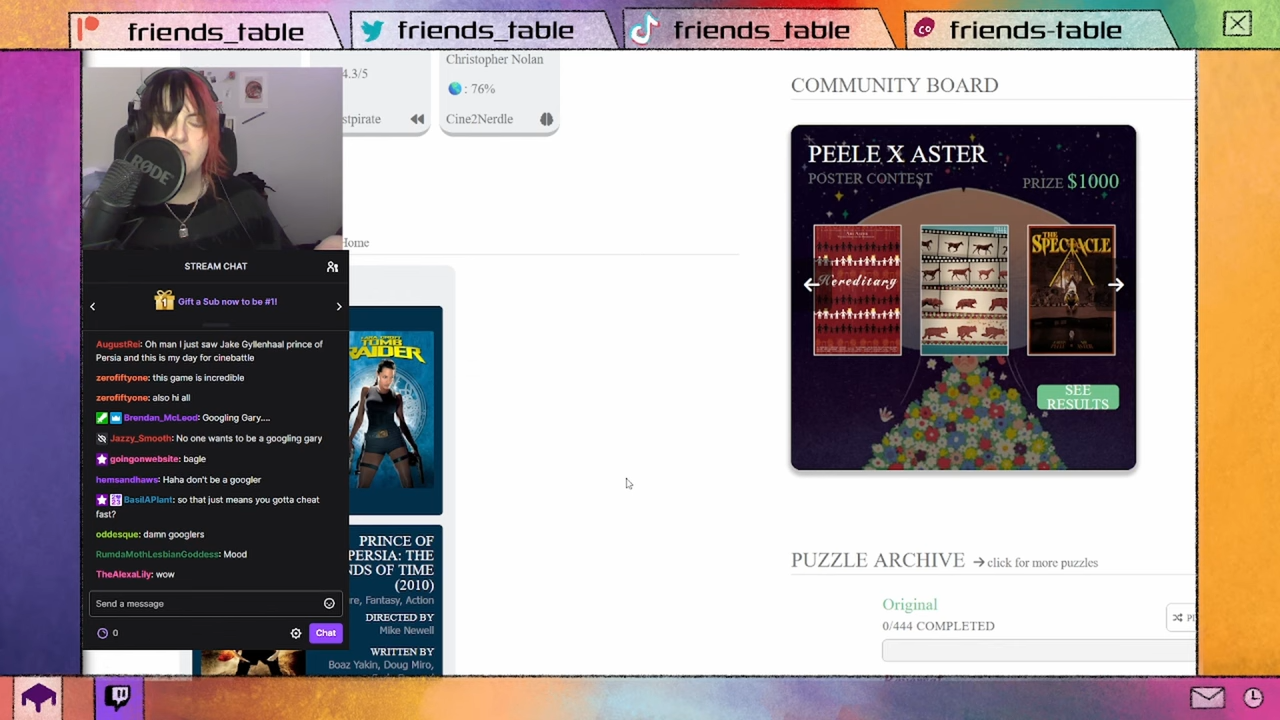 friends_table
friends_table
friends_table
friends-table
4.3/5
stpirate
Christopher Nolan
: 76%
Cine2Nerdle
RØDE
Home
STREAM CHAT
Gift a Sub now to be #1!
AugustRei: Oh man I just saw Jake Gyllenhaal prince of
Persia and this is my day for cinebattle
zerofiftyone: this game is incredible
zerofiftyone: also hi all
Brendan_McLeod: Googling Gary....
Jazzy_Smooth: No one wants to be a googling gary
goingonwebsite: bagle
hemsandhaws: Haha don't be a googler
BasilAPlant: so that just means you gotta cheat
fast?
oddesque: damn googlers
RumdaMothLesbianGoddess: Mood
TheAlexaLily: wow
Send a message
0
Chat
TOMB
RAIDER
PRINCE OF
PERSIA: THE
NDS OF TIME
(2010)
re, Fantasy, Action
DIRECTED BY
Mike Newell
WRITTEN BY
Boaz Yakin, Doug Miro,
COMMUNITY BOARD
PEELE X ASTER
POSTER CONTEST
PRIZE $1000
Hereditary
THE
SPECTACLE
SEE
RESULTS
PUZZLE ARCHIVE
click for more puzzles
Original
0/444 COMPLETED